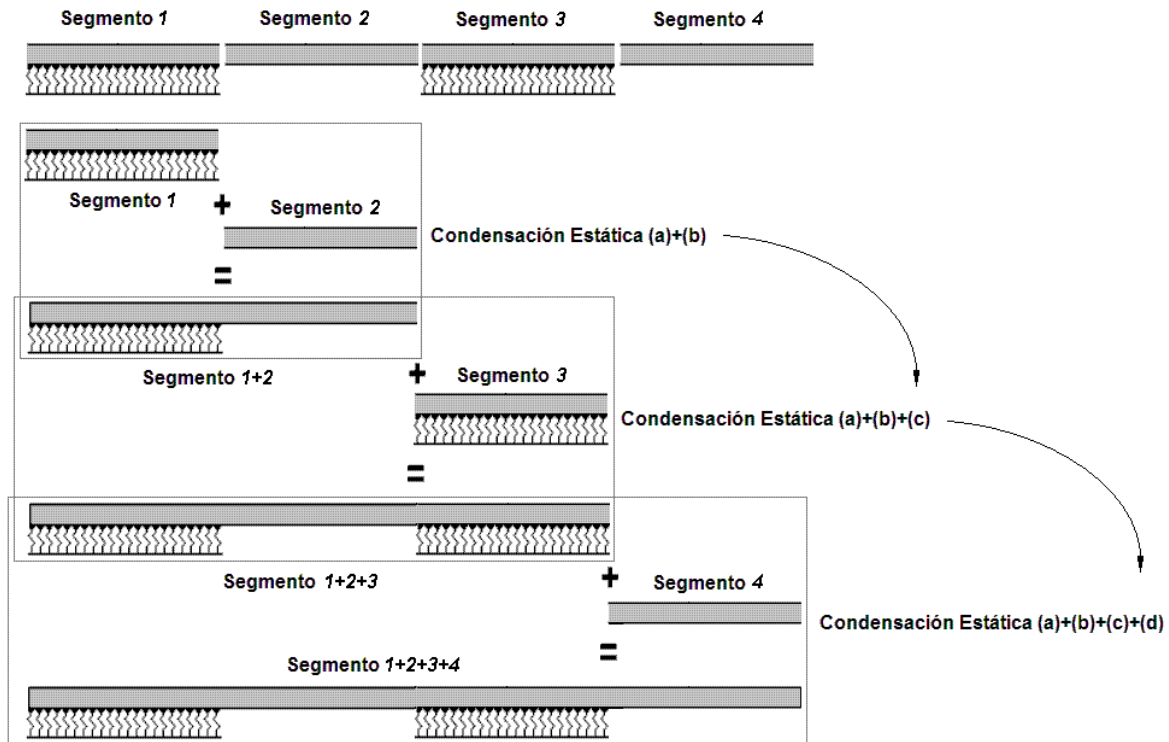 Segmento 1 Segmento 2 Segmento 3 Segmento 4
Segmento 1
+
Segmento 2
Condensación Estática (a)+(b)
=
Segmento 1+2
+
Segmento 3
Condensación Estática (a)+(b)+(c)
=
Segmento 1+2+3
+
Segmento 4
Condensación Estática (a)+(b)+(c)+(d)
=
Segmento 1+2+3+4